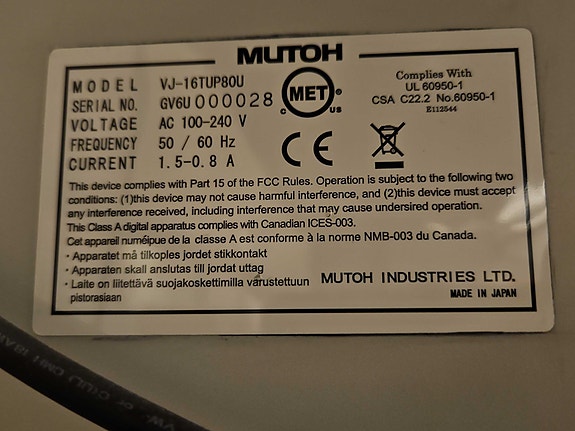 MUTOH
MODEL VJ-16TUP80U
SERIAL NO. GV6U000028
VOLTAGE AC 100-240 V
FREQUENCY 50 / 60 Hz
CURRENT 1.5-0.8 A
c MET ® US
Complies With
UL 60950-1
CSA C22.2 No.60950-1
E112544
CE
This device complies with Part 15 of the FCC Rules. Operation is subject to the following two
conditions: (1)this device may not cause harmful interference, and (2)this device must accept
any interference received, including interference that may cause undersired operation.
This Class A digital apparatus complies with Canadian ICES-003.
Cet appareil numéipue de la classe A est conforme à la norme NMB-003 du Canada.
· Apparatet må tilkoples jordet stikkontakt
· Apparaten skall anslutas till jordat uttag
· Laite on liitettävä suojakoskettimilla varustettuun
pistorasiaan
MUTOH INDUSTRIES LTD.
MADE IN JAPAN